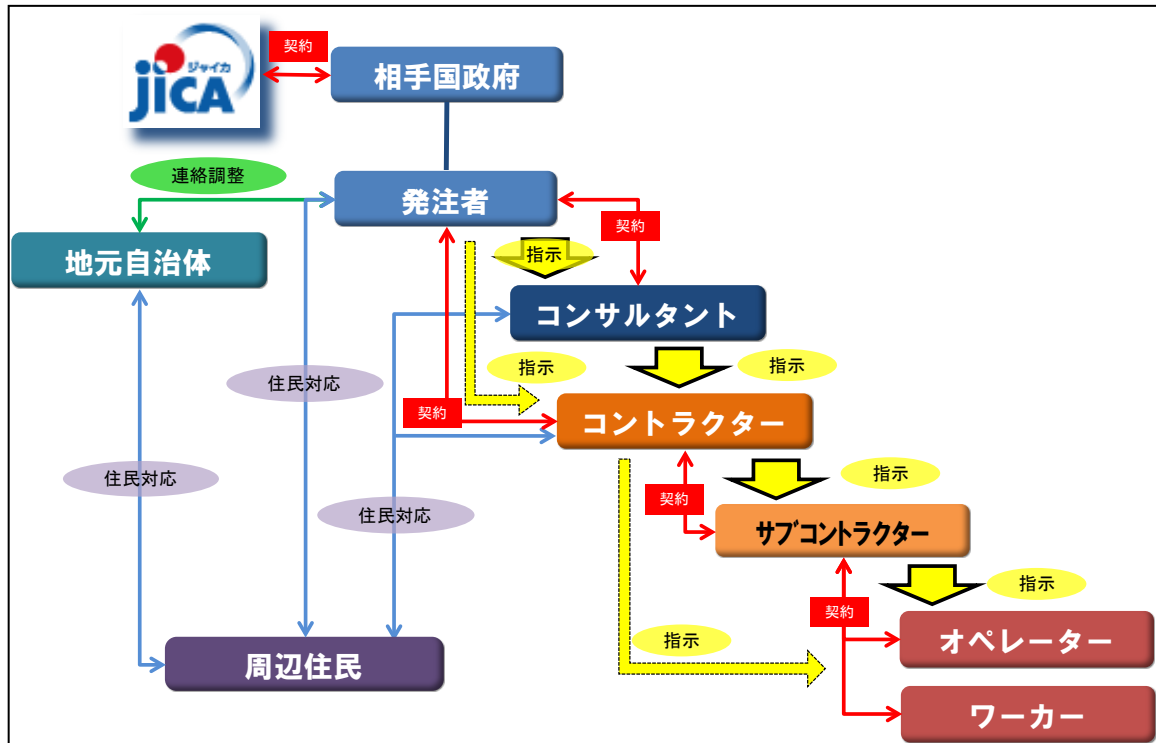 契約
ジャイカ
jiCA
相手国政府
連絡調整
発注者
契約
地元自治体
指示
コンサルタント
指示
指示
住民対応
契約
コントラクター
住民対応
指示
契約
住民対応
サブコントラクター
指示
契約
オペレーター
指示
周辺住民
ワーカー